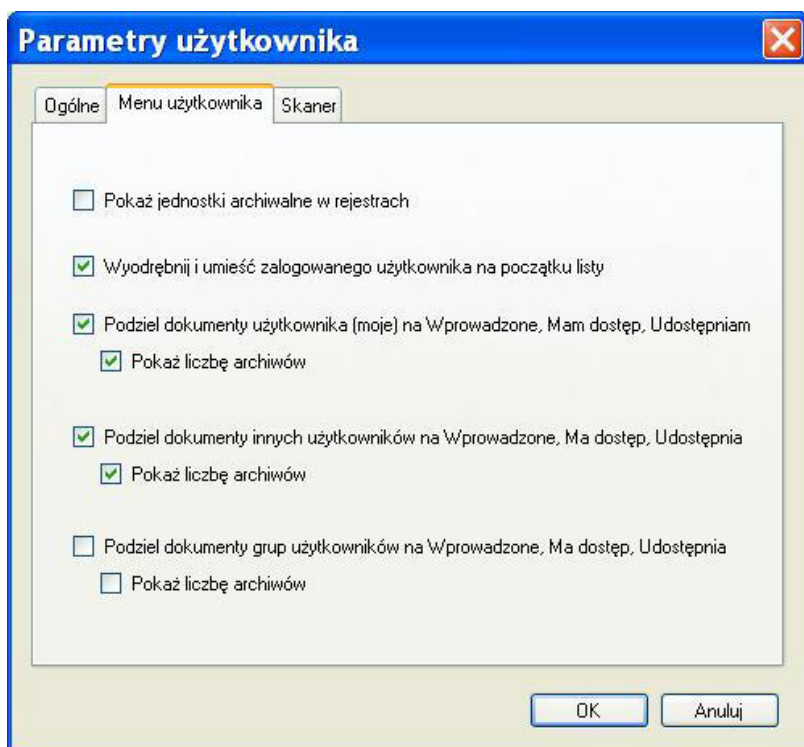 Parametry użytkownika
Ogólne Menu użytkownika Skaner
Pokaż jednostki archiwalne w rejestrach
Wyodrębnij i umieść zalogowanego użytkownika na początku listy
Podziel dokumenty użytkownika (moje) na Wprowadzone, Mam dostęp, Udostępniam
Pokaż liczbę archiwów
Podziel dokumenty innych użytkowników na Wprowadzone, Ma dostęp, Udostępnia
Pokaż liczbę archiwów
Podziel dokumenty grup użytkowników na Wprowadzone, Ma dostęp, Udostępnia
Pokaż liczbę archiwów
OK Anuluj